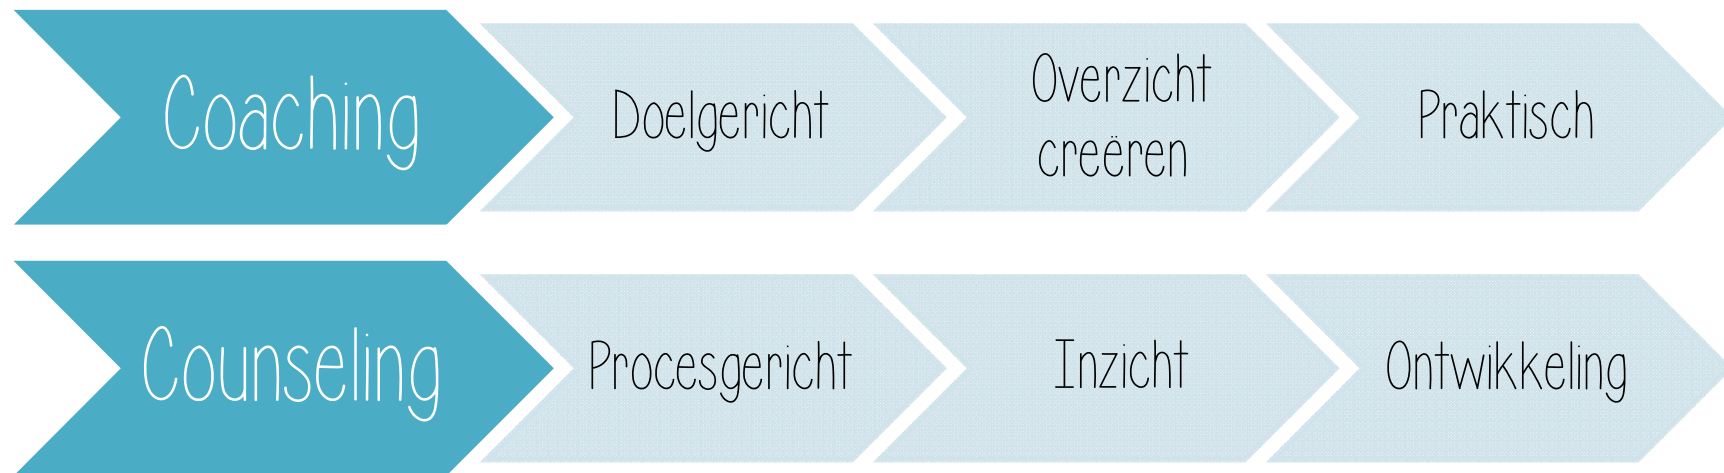 Coaching
Doelgericht
Overzicht
creëren
Praktisch
Counseling
Procesgericht
Inzicht
Ontwikkeling